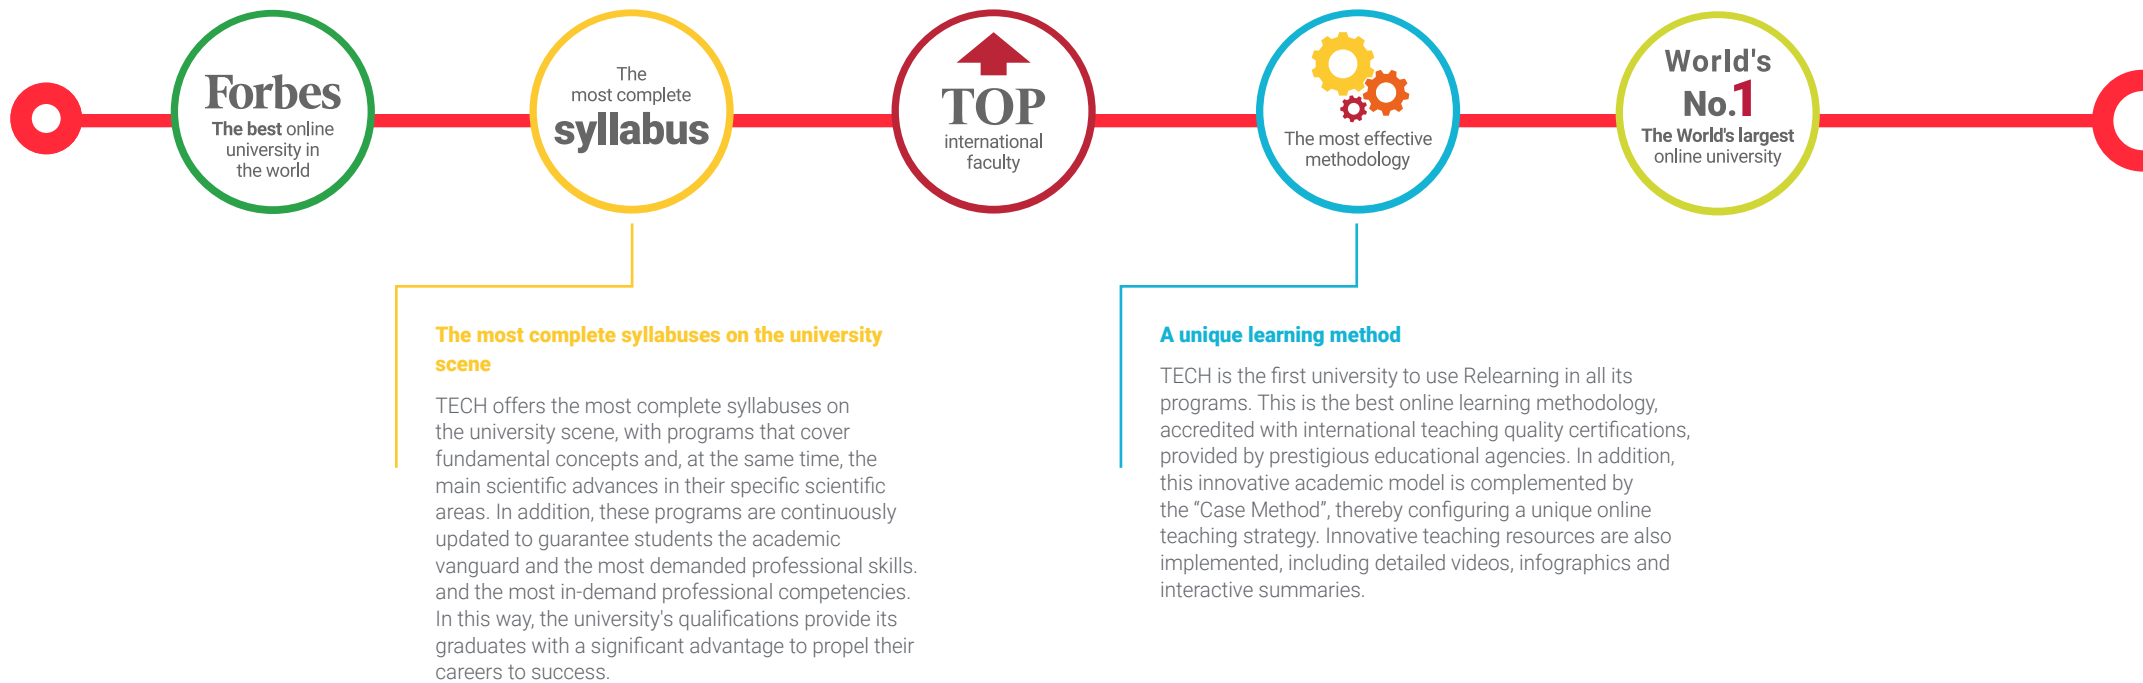 Forbes
The best online
university in
the world
The
most complete
syllabus
TOP
international
faculty
The most effective
methodology
World's
No.1
The World's largest
online university
The most complete syllabuses on the university
scene
TECH offers the most complete syllabuses on
the university scene, with programs that cover
fundamental concepts and, at the same time, the
main scientific advances in their specific scientific
areas. In addition, these programs are continuously
updated to guarantee students the academic
vanguard and the most demanded professional skills.
and the most in-demand professional competencies.
In this way, the university's qualifications provide its
graduates with a significant advantage to propel their
careers to success.
A unique learning method
TECH is the first university to use Relearning in all its
programs. This is the best online learning methodology,
accredited with international teaching quality certifications,
provided by prestigious educational agencies. In addition,
this innovative academic model is complemented by
the “Case Method”, thereby configuring a unique online
teaching strategy. Innovative teaching resources are also
implemented, including detailed videos, infographics and
interactive summaries.